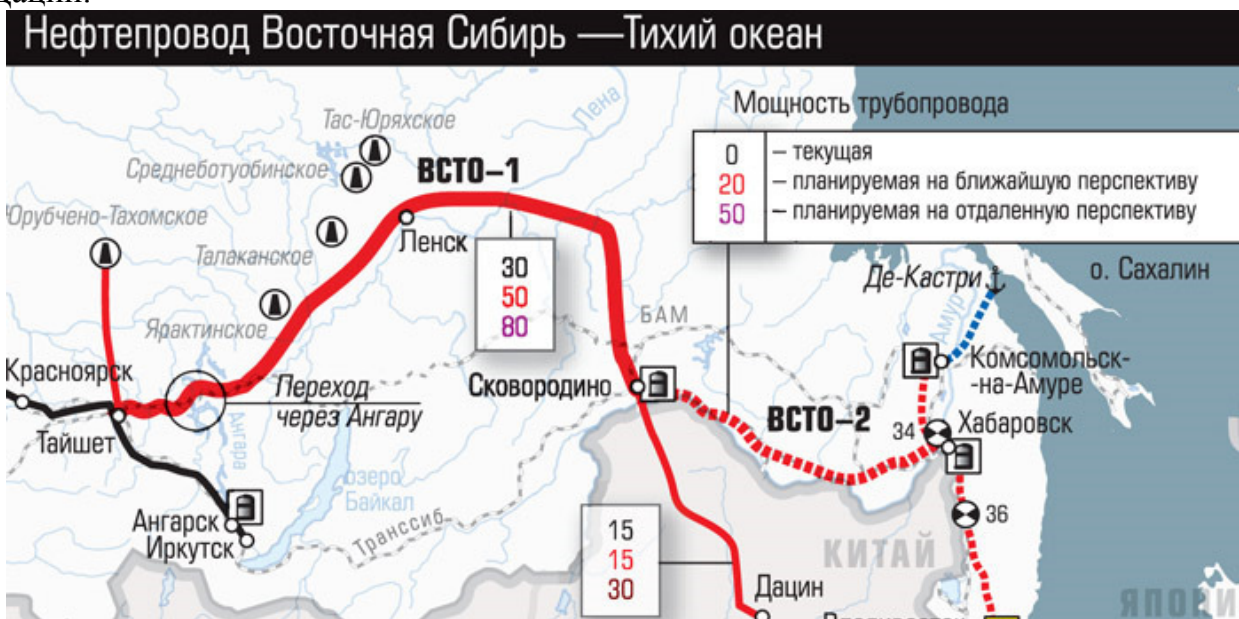 Нефтепровод Восточная Сибирь —Тихий океан
Мощность трубопровода
0 – текущая
20 – планируемая на ближайшую перспективу
50 – планируемая на отдаленную перспективу
Лена
Тас-Юряхское
Среднеботуобинское
ВСТО–1
Юрубчено-Тахомское
Талаканское
Ленск
30
50
80
Де-Кастри
о. Сахалин
Амур
БАМ
Ярактинское
Красноярск
Переход
через Ангару
Сковородино
Комсомольск-
-на-Амуре
ВСТО–2
34
Хабаровск
Тайшет
Ангара
озеро
Байкал
Ангарск
Иркутск
Транссиб
36
15
15
30
КИТАЙ
Дацин